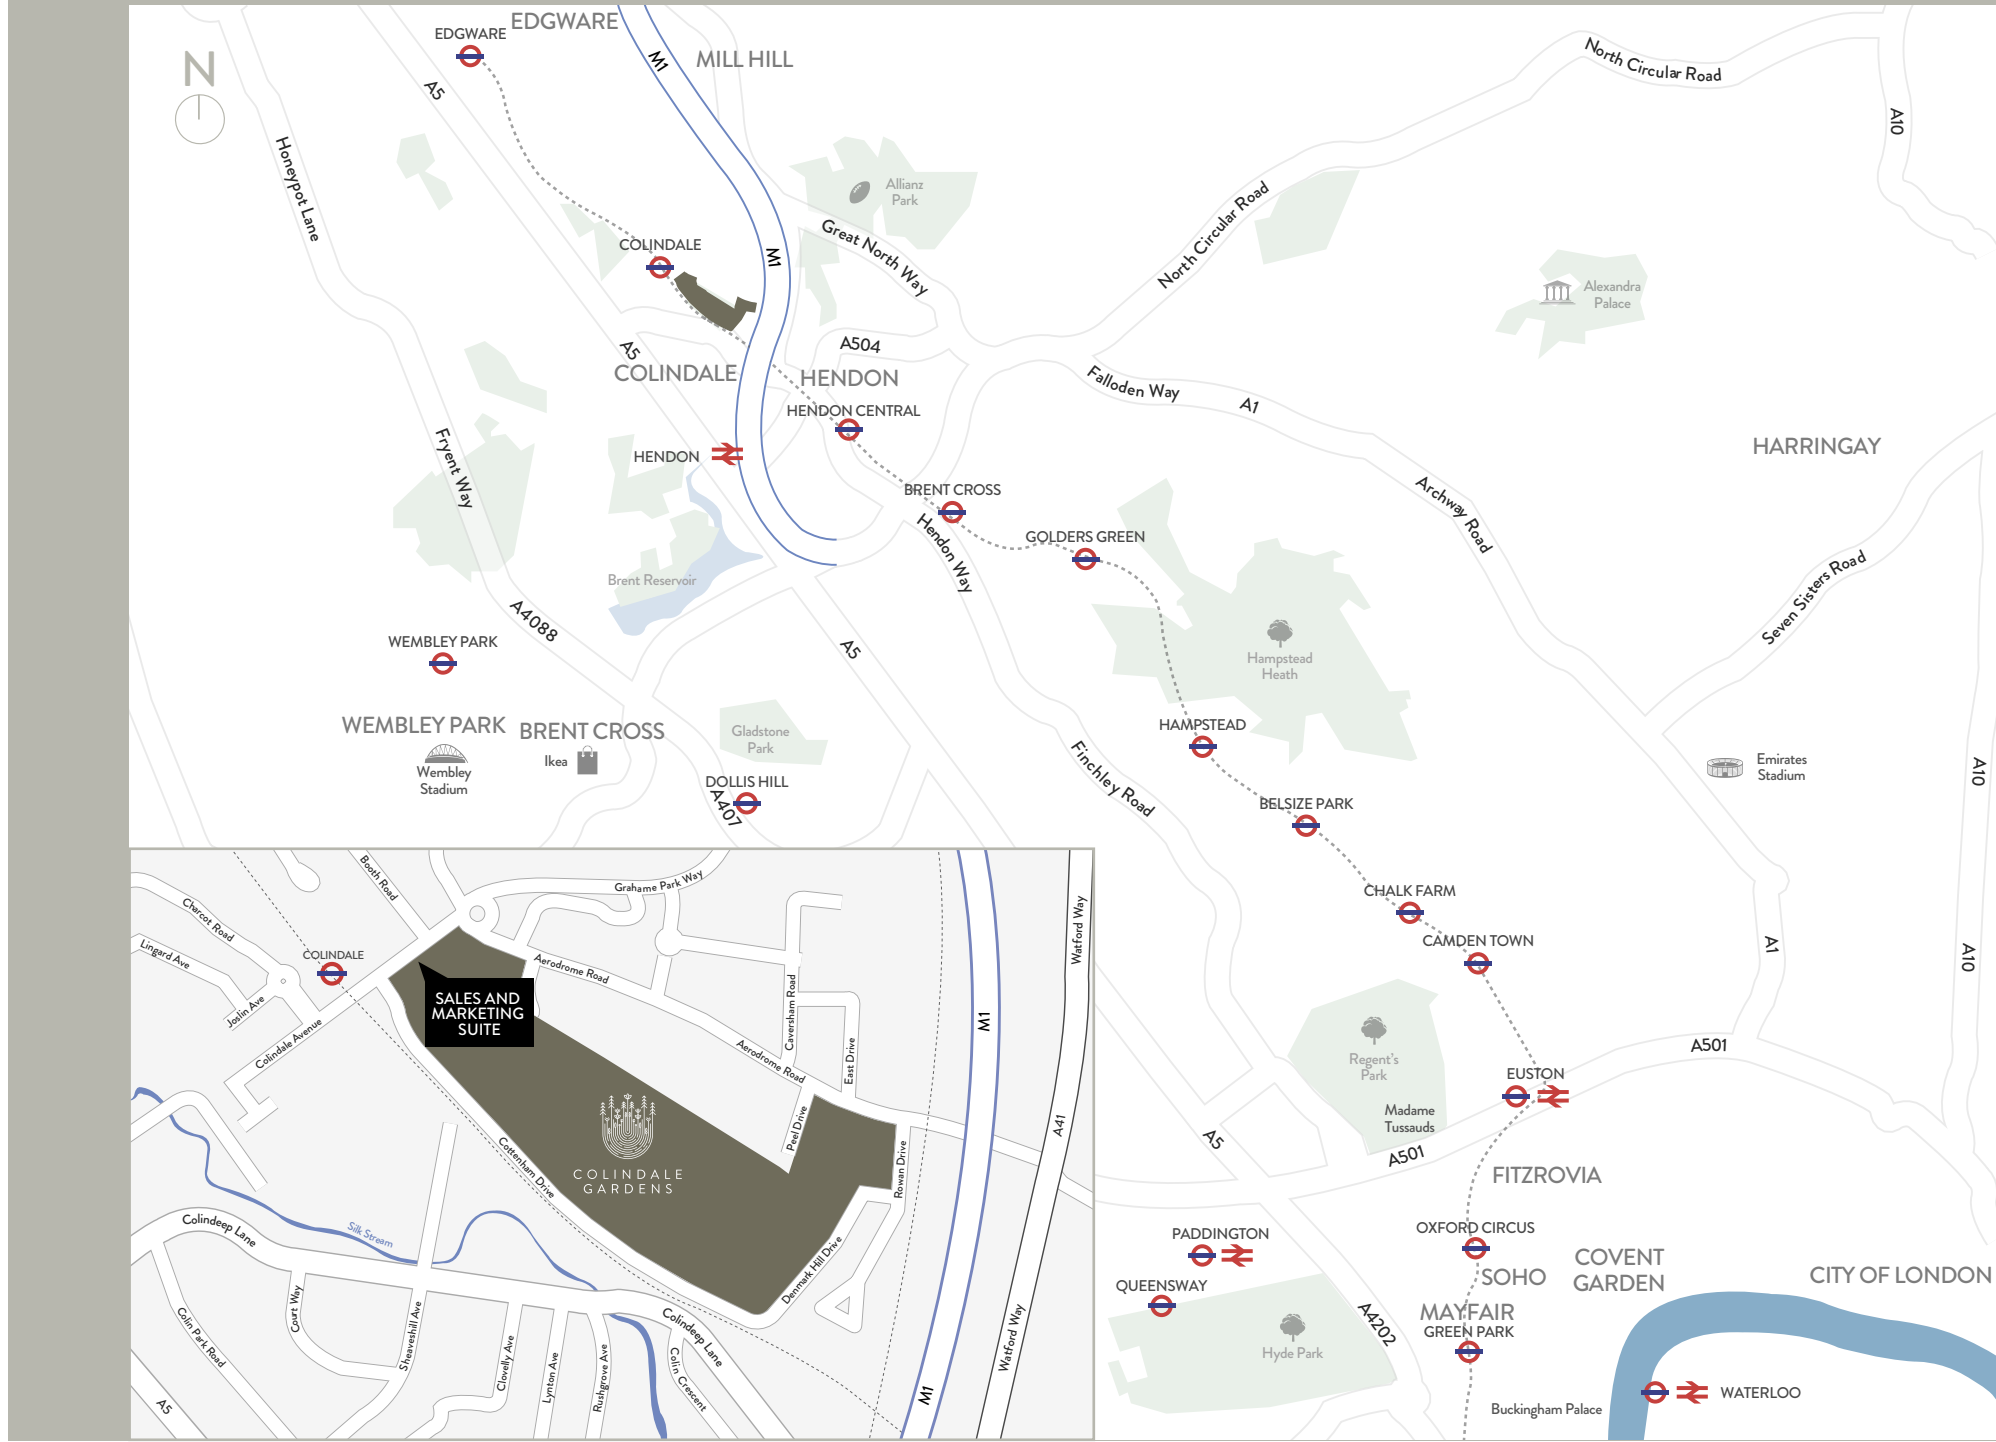 EDGWARE
EDGWARE
N
M1
MILL HILL
North Circular Road
A5
A10
Honeypot Lane
Allianz
Park
North Circular Road
Great North Way
COLINDALE
M1
Alexandra
Palace
A5
A504
COLINDALE
HENDON
Falloden Way
A1
HENDON CENTRAL
HARRINGAY
Fryent Way
HENDON
BRENT CROSS
Archway Road
Hendon Way
GOLDERS GREEN
Brent Reservoir
Seven Sisters Road
A4088
WEMBLEY PARK
A5
Hampstead
Heath
WEMBLEY PARK
BRENT CROSS
Gladstone
Park
HAMPSTEAD
Wembley
Stadium
Ikea
Finchley Road
Emirates
Stadium
A10
DOLLIS HILL
A407
BELSIZE PARK
CHALK FARM
CAMDEN TOWN
A1
A10
Regent's
Park
A501
EUSTON
Madame
Tussauds
A5
A501
FITZROVIA
PADDINGTON
OXFORD CIRCUS
COVENT
GARDEN
SOHO
CITY OF LONDON
QUEENSWAY
MAYFAIR
GREEN PARK
A4202
Hyde Park
WATERLOO
Buckingham Palace
Booth Road
Grahame Park Way
Charcot Road
Watford Way
Lingard Ave
COLINDALE
Aerodrome Road
SALES AND
MARKETING
SUITE
Joslin Ave
Colindale Avenue
Caversham Road
M1
Aerodrome Road
East Drive
Peel Drive
A41
Cottenham Drive
COLINDALE
GARDENS
Rowan Drive
Colindeep Lane
Silk Stream
Denmark Hill Drive
Court Way
Colin Park Road
Sheaveshill Ave
Clovelly Ave
Lynton Ave
Rushgrove Ave
Colindeep Lane
Colin Crescent
Watford Way
M1
A5